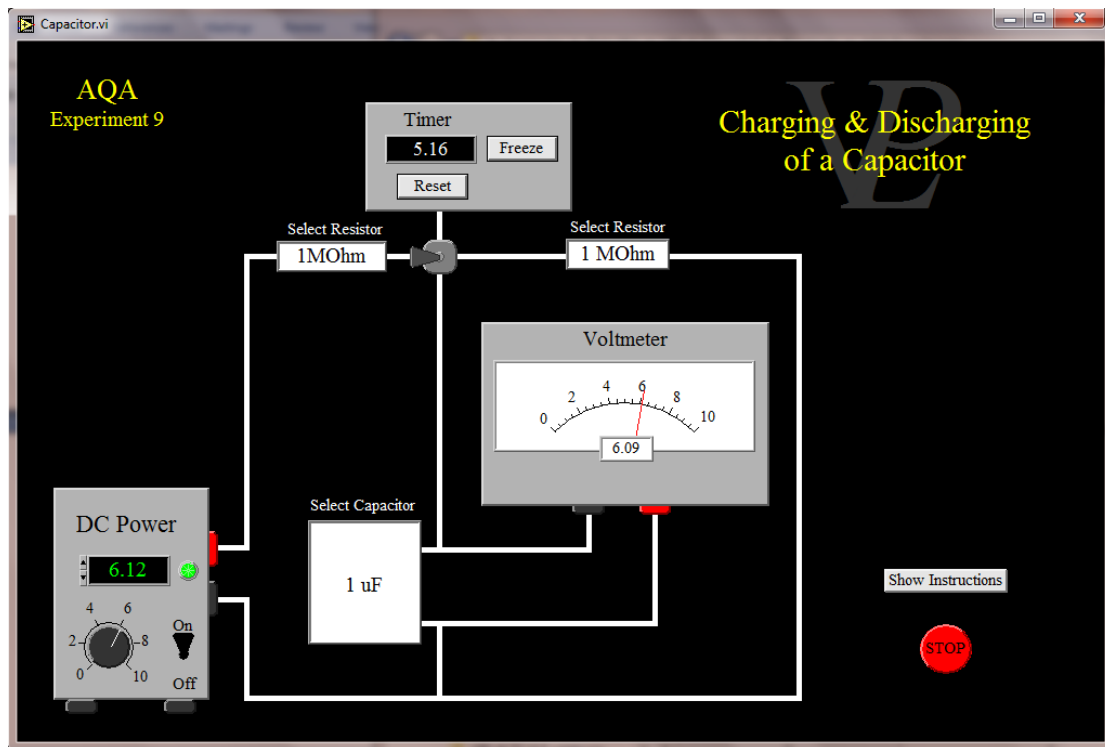 Capacitor.vi
AQA
Experiment 9
Charging & Discharging
of a Capacitor
VPL
Timer
5.16
Freeze
Reset
Select Resistor
1MOhm
Select Resistor
1 MOhm
Voltmeter
0 2 4 6 8 10
6.09
Select Capacitor
1 uF
DC Power
6.12
0 2 4 6 8 10
On
Off
Show Instructions
STOP